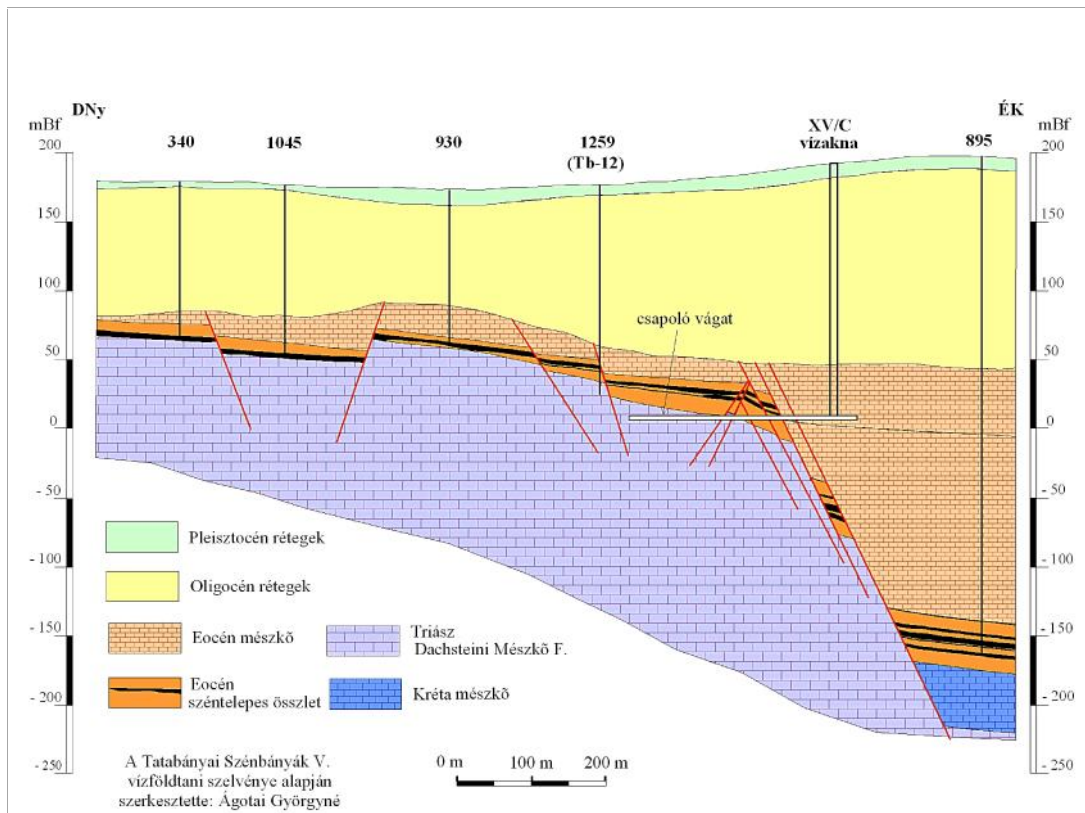 DNy
ÉK
mBf
340
1045
930
1259
(Tb-12)
XV/C
vízakna
895
mBf
200
150
100
50
0
- 50
- 100
- 150
- 200
- 250
200
150
100
50
0
- 50
- 100
- 150
- 200
- 250
csapoló vágat
Pleisztocén rétegek
Oligocén rétegek
Eocén mészkõ
Eocén
széntelepes összlet
Triász
Dachsteini Mészkõ F.
Kréta mészkõ
A Tatabányai Szénbányák V.
vízföldtani szelvénye alapján
szerkesztette: Ágotai Györgyné
0 m 100 m 200 m